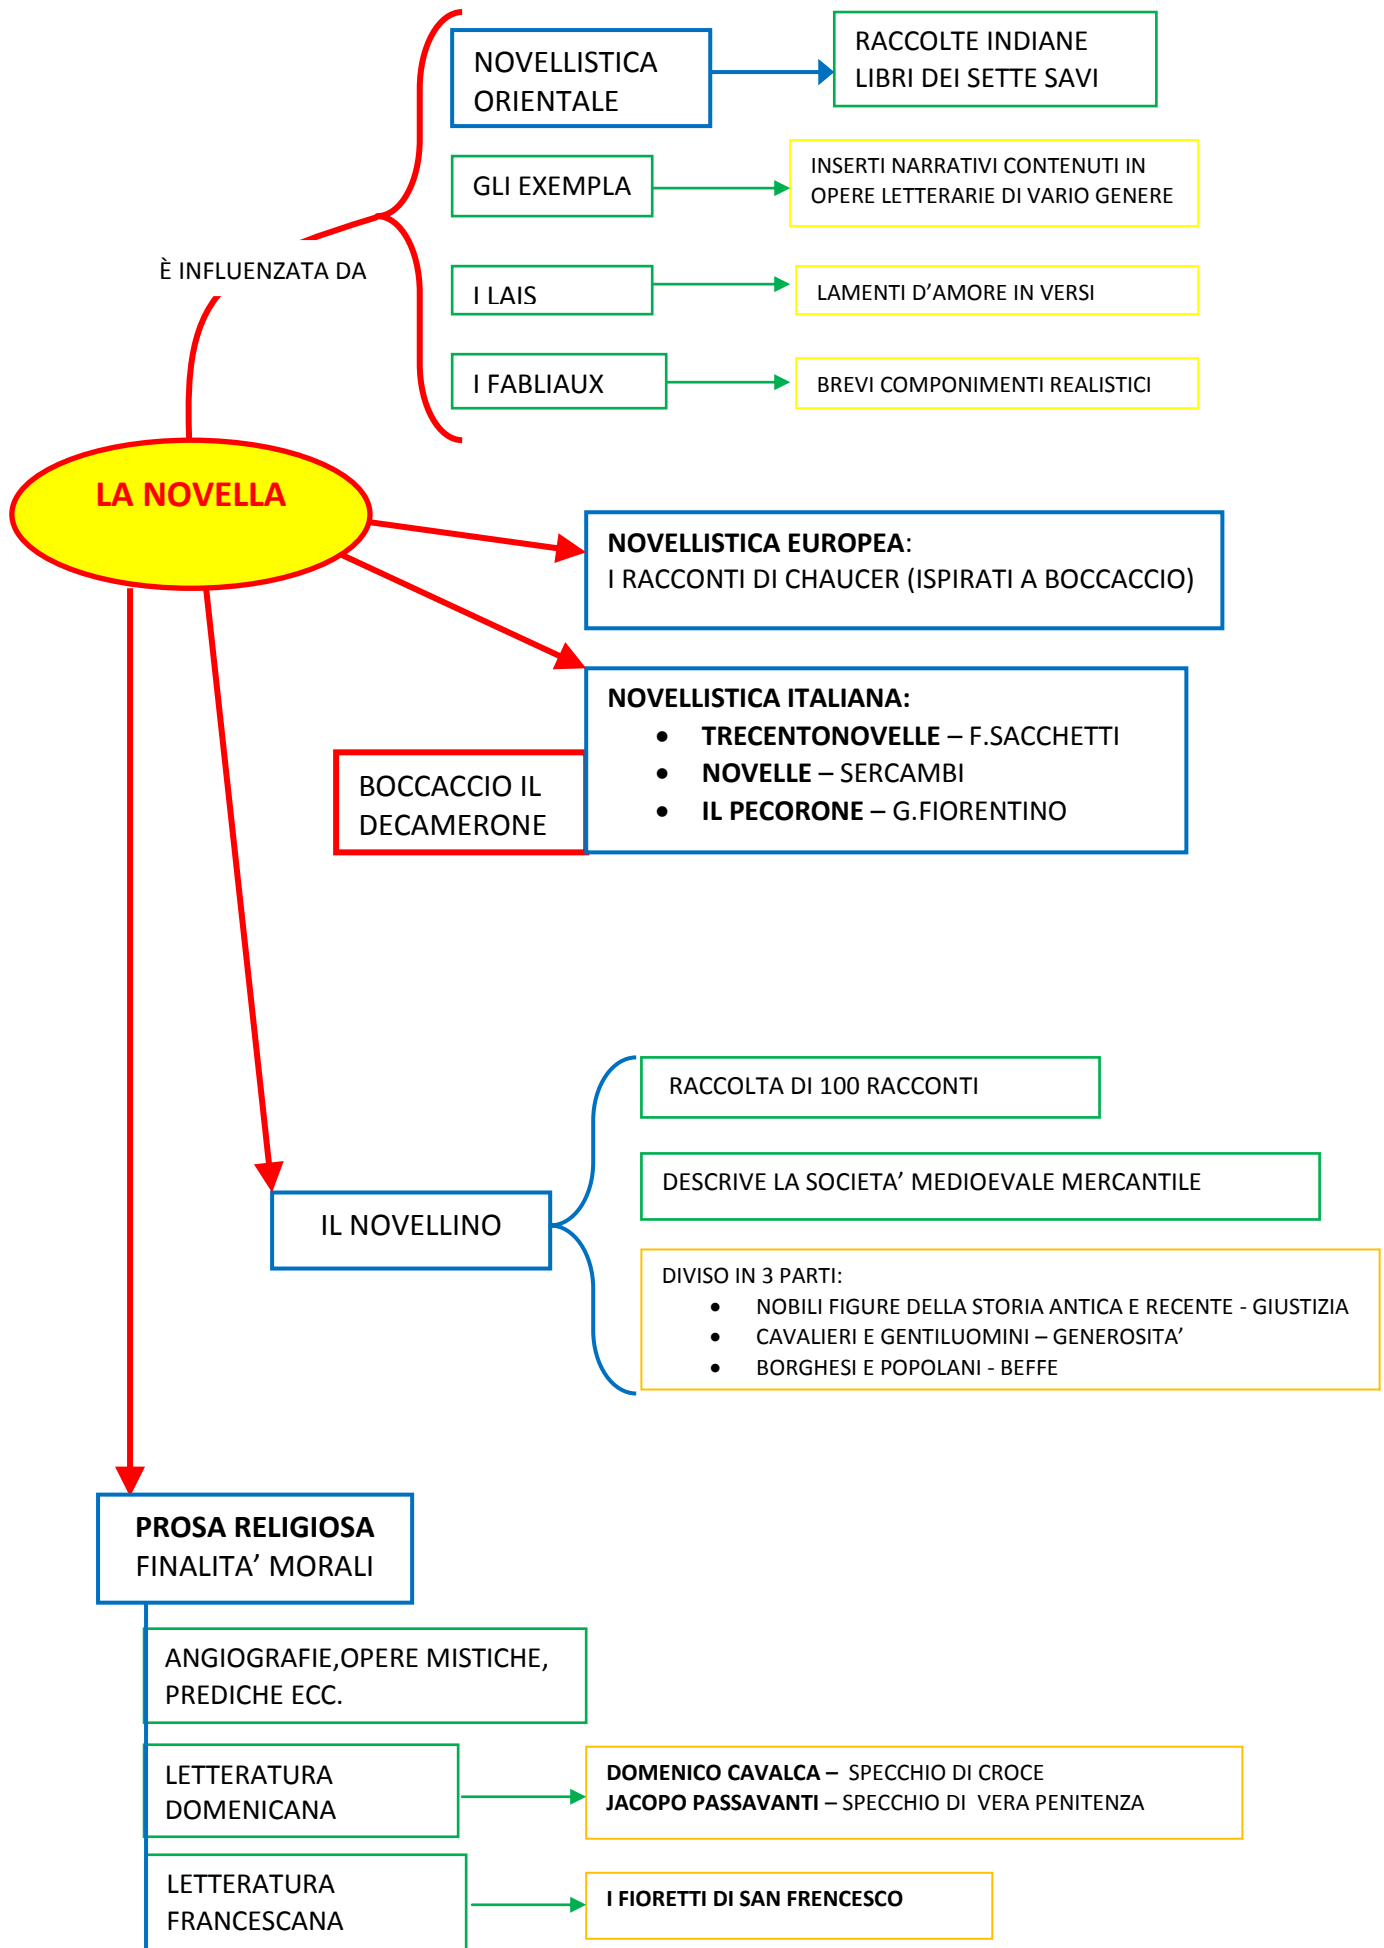 NOVELLISTICA
ORIENTALE
RACCOLTE INDIANE
LIBRI DEI SETTE SAVI
GLI EXEMPLA
INSERTI NARRATIVI CONTENUTI IN
OPERE LETTERARIE DI VARIO GENERE
È INFLUENZATA DA
I LAIS
LAMENTI D’AMORE IN VERSI
I FABLIAUX
BREVI COMPONIMENTI REALISTICI
LA NOVELLA
NOVELLISTICA EUROPEA:
I RACCONTI DI CHAUCER (ISPIRATI A BOCCACCIO)
NOVELLISTICA ITALIANA:
• TRECENTONOVELLE – F.SACCHETTI
• NOVELLE – SERCAMBI
• IL PECORONE – G.FIORENTINO
BOCCACCIO IL
DECAMERONE
RACCOLTA DI 100 RACCONTI
DESCRIVE LA SOCIETA’ MEDIOEVALE MERCANTILE
IL NOVELLINO
DIVISO IN 3 PARTI:
• NOBILI FIGURE DELLA STORIA ANTICA E RECENTE - GIUSTIZIA
• CAVALIERI E GENTILUOMINI – GENEROSITA’
• BORGHESI E POPOLANI - BEFFE
PROSA RELIGIOSA
FINALITA’ MORALI
ANGIOGRAFIE,OPERE MISTICHE,
PREDICHE ECC.
LETTERATURA
DOMENICANA
DOMENICO CAVALCA – SPECCHIO DI CROCE
JACOPO PASSAVANTI – SPECCHIO DI VERA PENITENZA
LETTERATURA
FRANCESCANA
I FIORETTI DI SAN FRENCESCO